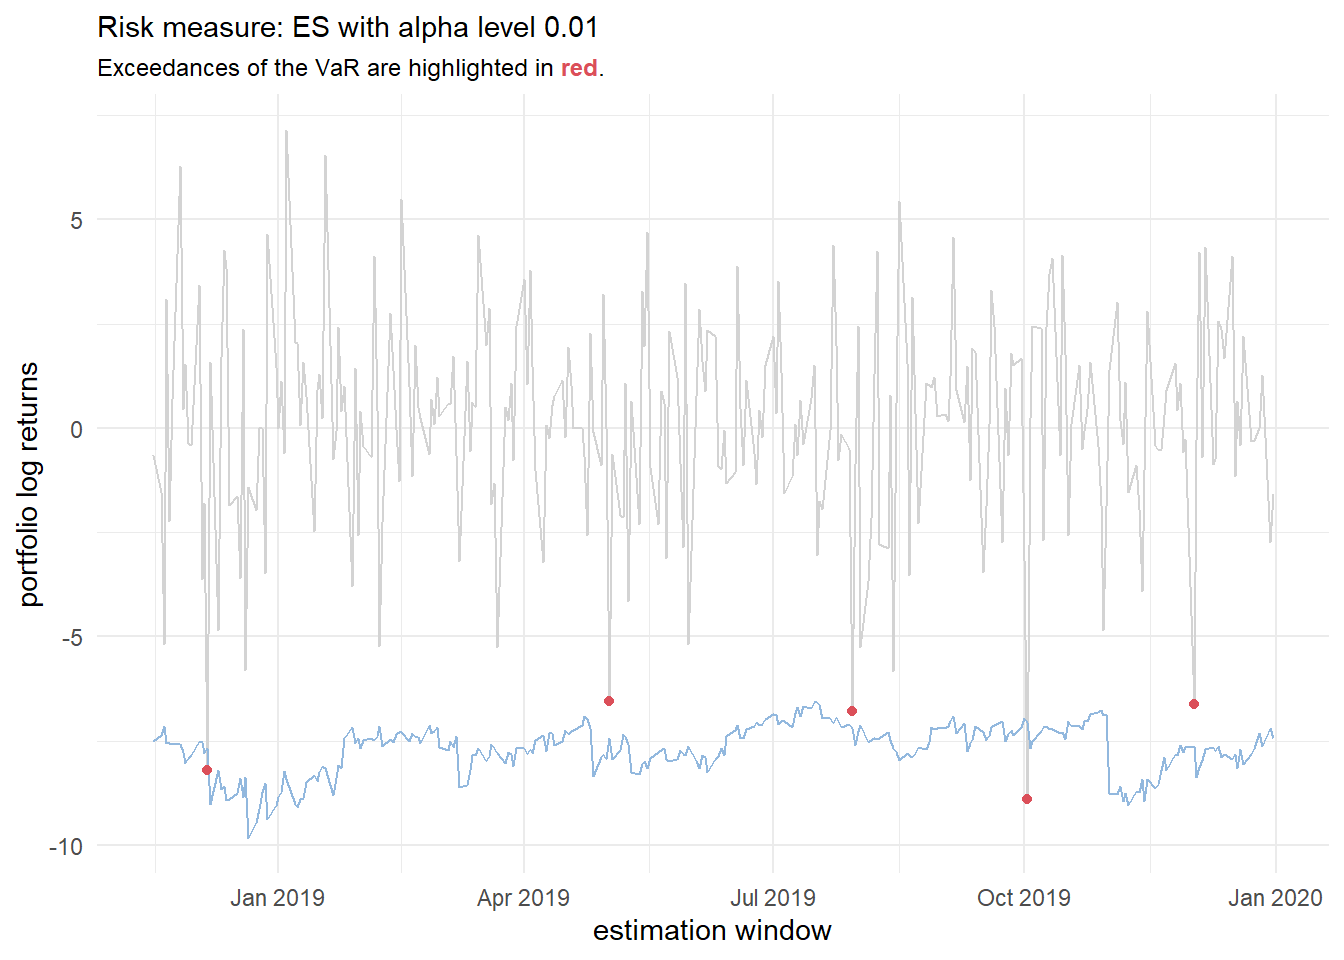 Risk measure: ES with alpha level 0.01
Exceedances of the VaR are highlighted in red.
portfolio log returns
5
0
-5
-10
Jan 2019 Apr 2019 Jul 2019 Oct 2019 Jan 2020
estimation window